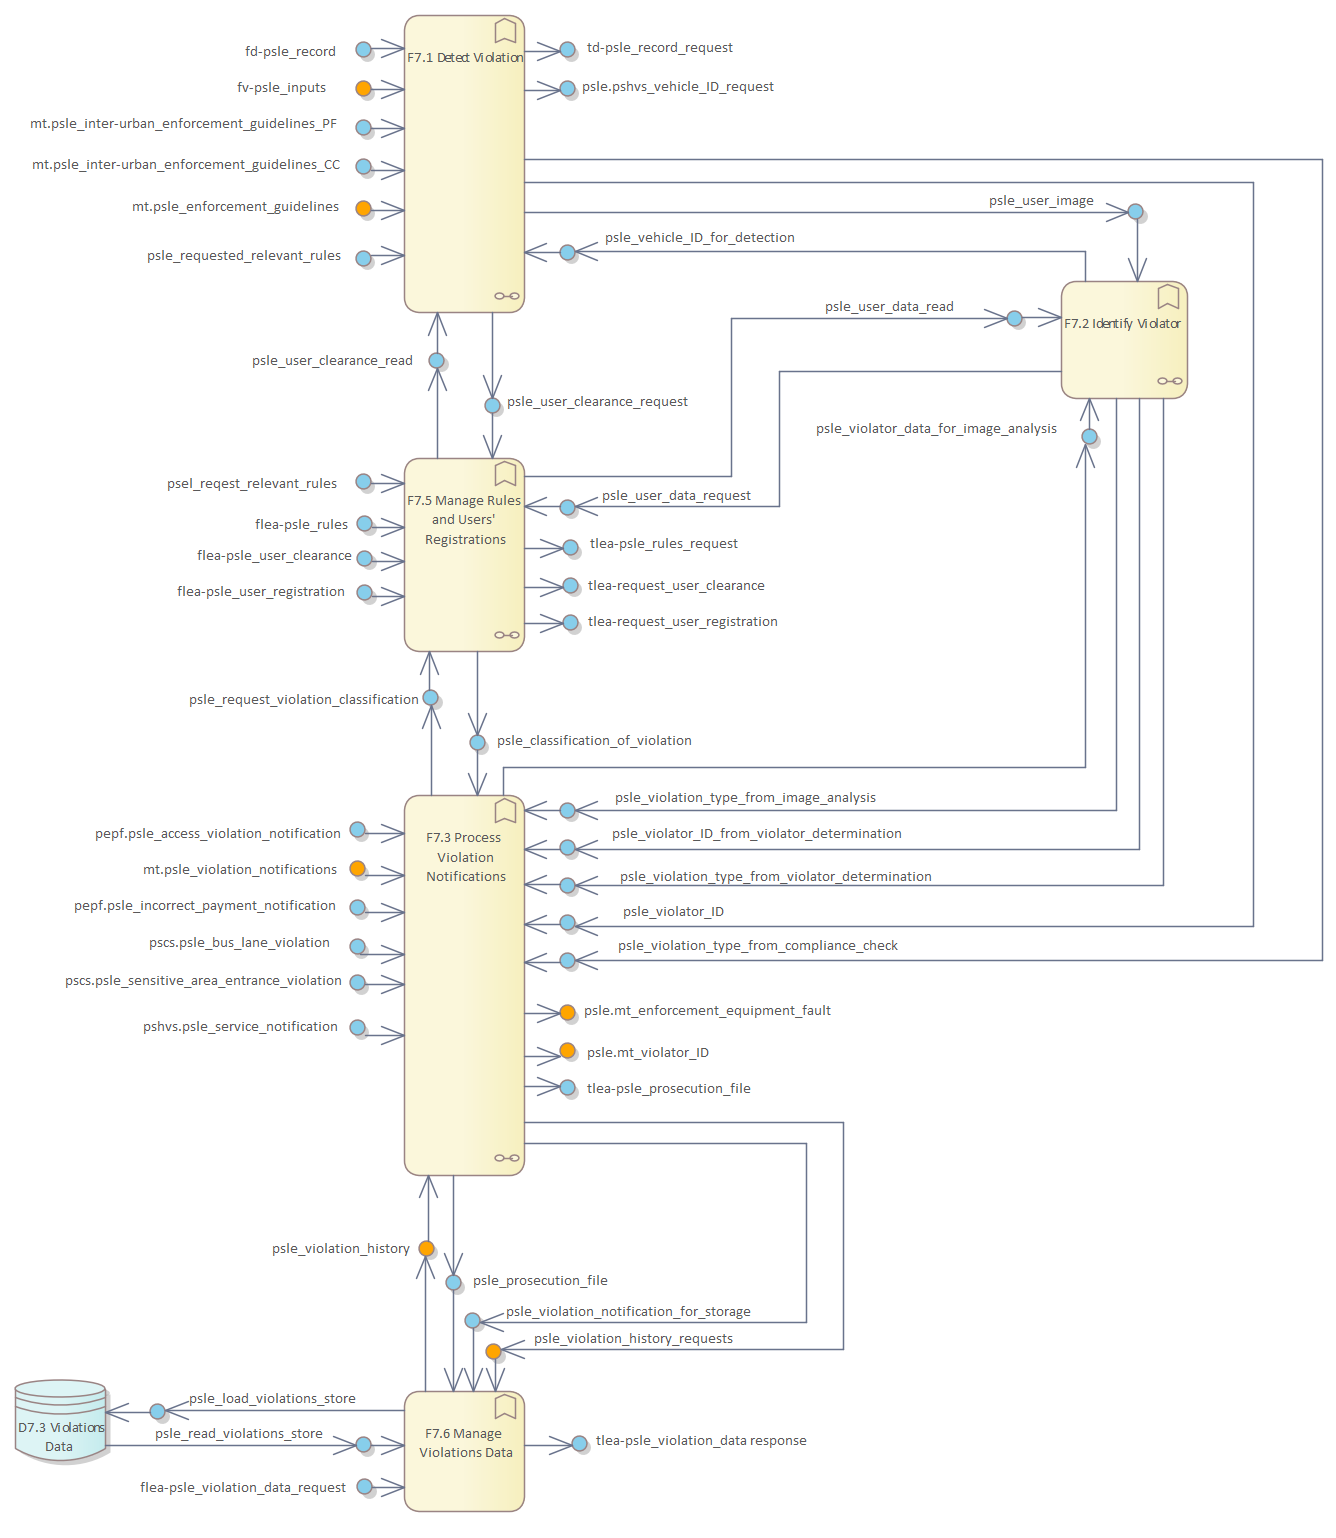 fd-psle_record
td-psle_record_request
F7.1 Detect Violation
fv-psle_inputs
psle.pshvs_vehicle_ID_request
mt.psle_inter-urban_enforcement_guidelines_PF
mt.psle_inter-urban_enforcement_guidelines_CC
mt.psle_enforcement_guidelines
psle_user_image
psle_vehicle_ID_for_detection
psle_requested_relevant_rules
psle_user_data_read
F7.2 Identify Violator
psle_user_clearance_read
psle_user_clearance_request
psle_violator_data_for_image_analysis
psel_reqest_relevant_rules
F7.5 Manage Rules
and Users'
Registrations
psle_user_data_request
flea-psle_rules
tlea-psle_rules_request
flea-psle_user_clearance
tlea-request_user_clearance
flea-psle_user_registration
tlea-request_user_registration
psle_request_violation_classification
psle_classification_of_violation
psle_violation_type_from_image_analysis
pepf.psle_access_violation_notification
F7.3 Process
Violation
Notifications
psle_violator_ID_from_violator_determination
mt.psle_violation_notifications
psle_violation_type_from_violator_determination
pepf.psle_incorrect_payment_notification
psle_violator_ID
pscs.psle_bus_lane_violation
psle_violation_type_from_compliance_check
pscs.psle_sensitive_area_entrance_violation
psle.mt_enforcement_equipment_fault
pshvs.psle_service_notification
psle.mt_violator_ID
tlea-psle_prosecution_file
psle_violation_history
psle_prosecution_file
psle_violation_notification_for_storage
psle_violation_history_requests
psle_load_violations_store
D7.3 Violations
Data
psle_read_violations_store
F7.6 Manage
Violations Data
tlea-psle_violation_data response
flea-psle_violation_data_request